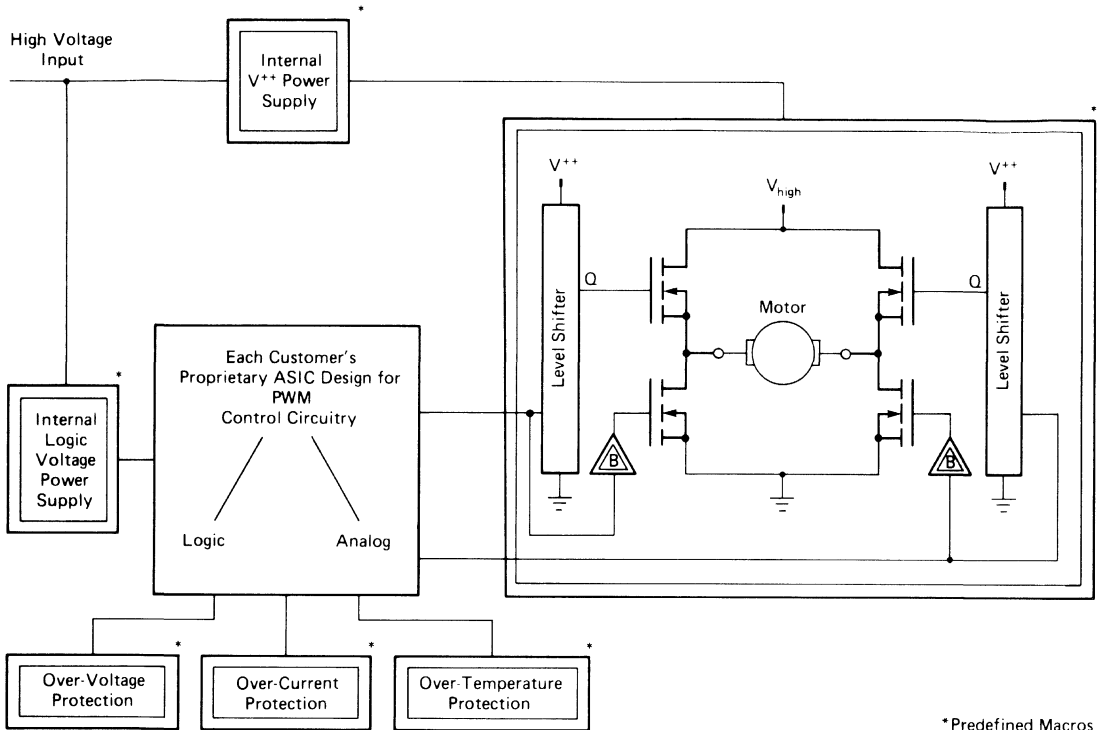 *
High Voltage
Input
Internal
V++ Power
Supply
*
V++
V++
Vhigh
Q
Q
Level Shifter
Level Shifter
Motor
Each Customer's
Proprietary ASIC Design for
PWM
Control Circuitry
*
Internal
Logic
Voltage
Power
Supply
B
B
Logic
Analog
*
*
*
Over-Voltage
Protection
Over-Current
Protection
Over-Temperature
Protection
*Predefined Macros